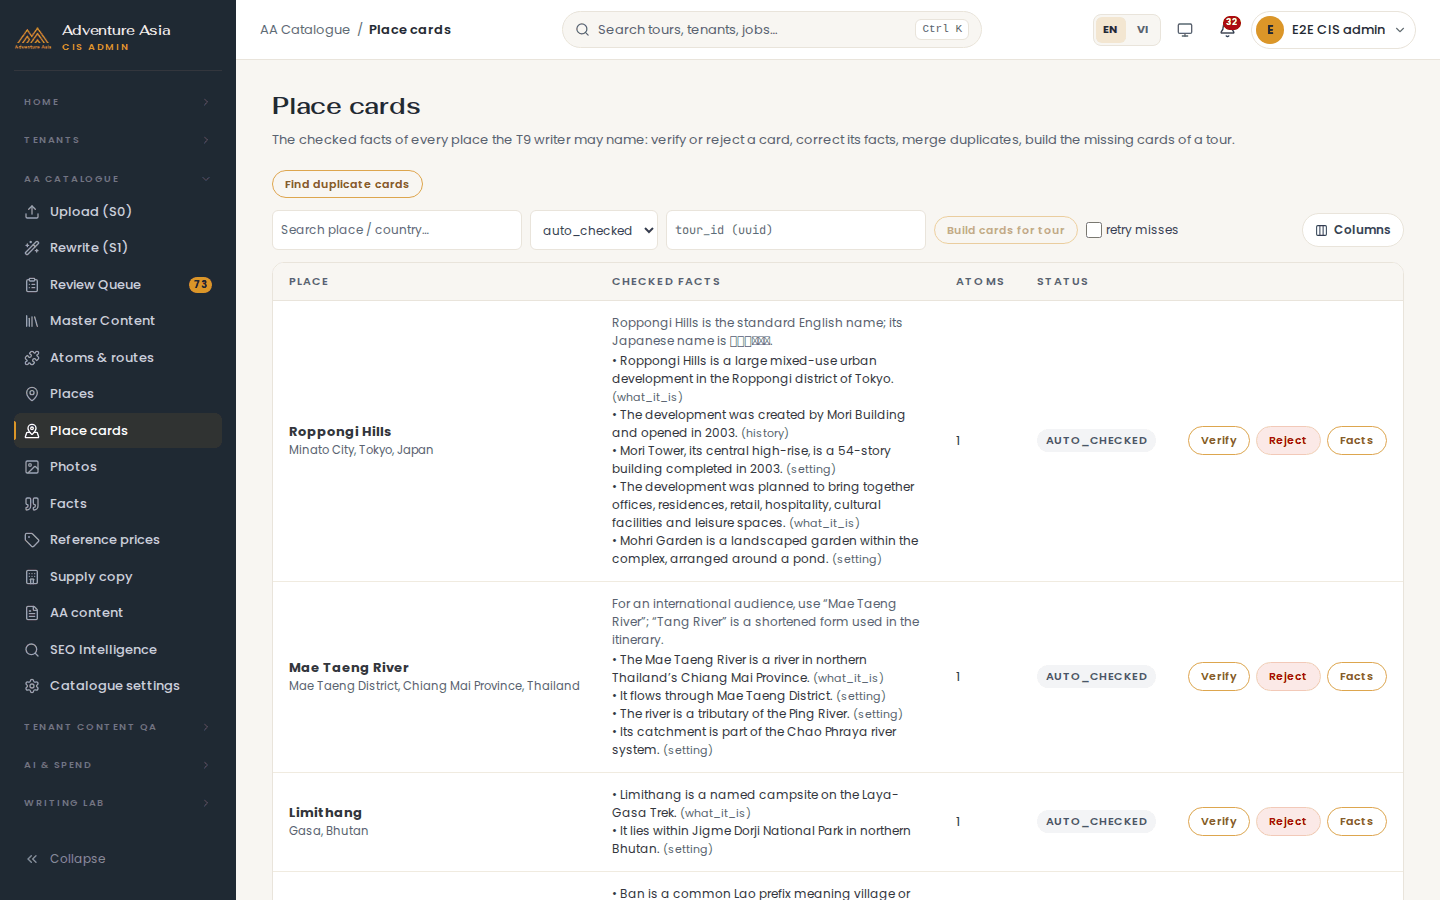 Adventure Asia
CIS ADMIN
Adventure Asia
HOME
TENANTS
AA CATALOGUE
Upload (S0)
Rewrite (S1)
Review Queue 73
Master Content
Atoms & routes
Places
Place cards
Photos
Facts
Reference prices
Supply copy
AA content
SEO Intelligence
Catalogue settings
TENANT CONTENT QA
AI & SPEND
WRITING LAB
Collapse
AA Catalogue / Place cards
Search tours, tenants, jobs... Ctrl K
EN VI
32
E E2E CIS admin
Place cards
The checked facts of every place the T9 writer may name: verify or reject a card, correct its facts, merge duplicates, build the missing cards of a tour.
Find duplicate cards
Search place / country... auto_checked tour_id (uuid) Build cards for tour retry misses Columns
PLACE CHECKED FACTS ATOMS STATUS
Roppongi Hills
Minato City, Tokyo, Japan
Roppongi Hills is the standard English name; its
Japanese name is
• Roppongi Hills is a large mixed-use urban
development in the Roppongi district of Tokyo.
(what_it_is)
• The development was created by Mori Building
and opened in 2003. (history)
• Mori Tower, its central high-rise, is a 54-story
building completed in 2003. (setting)
• The development was planned to bring together
offices, residences, retail, hospitality, cultural
facilities and leisure spaces. (what_it_is)
• Mohri Garden is a landscaped garden within the
complex, arranged around a pond. (setting)
1 AUTO_CHECKED Verify Reject Facts
Mae Taeng River
Mae Taeng District, Chiang Mai Province, Thailand
For an international audience, use “Mae Taeng
River”; “Tang River” is a shortened form used in the
itinerary.
• The Mae Taeng River is a river in northern
Thailand’s Chiang Mai Province. (what_it_is)
• It flows through Mae Taeng District. (setting)
• The river is a tributary of the Ping River. (setting)
• Its catchment is part of the Chao Phraya river
system. (setting)
1 AUTO_CHECKED Verify Reject Facts
Limithang
Gasa, Bhutan
• Limithang is a named campsite on the Laya-
Gasa Trek. (what_it_is)
• It lies within Jigme Dorji National Park in northern
Bhutan. (setting)
1 AUTO_CHECKED Verify Reject Facts
• Ban is a common Lao prefix meaning village or